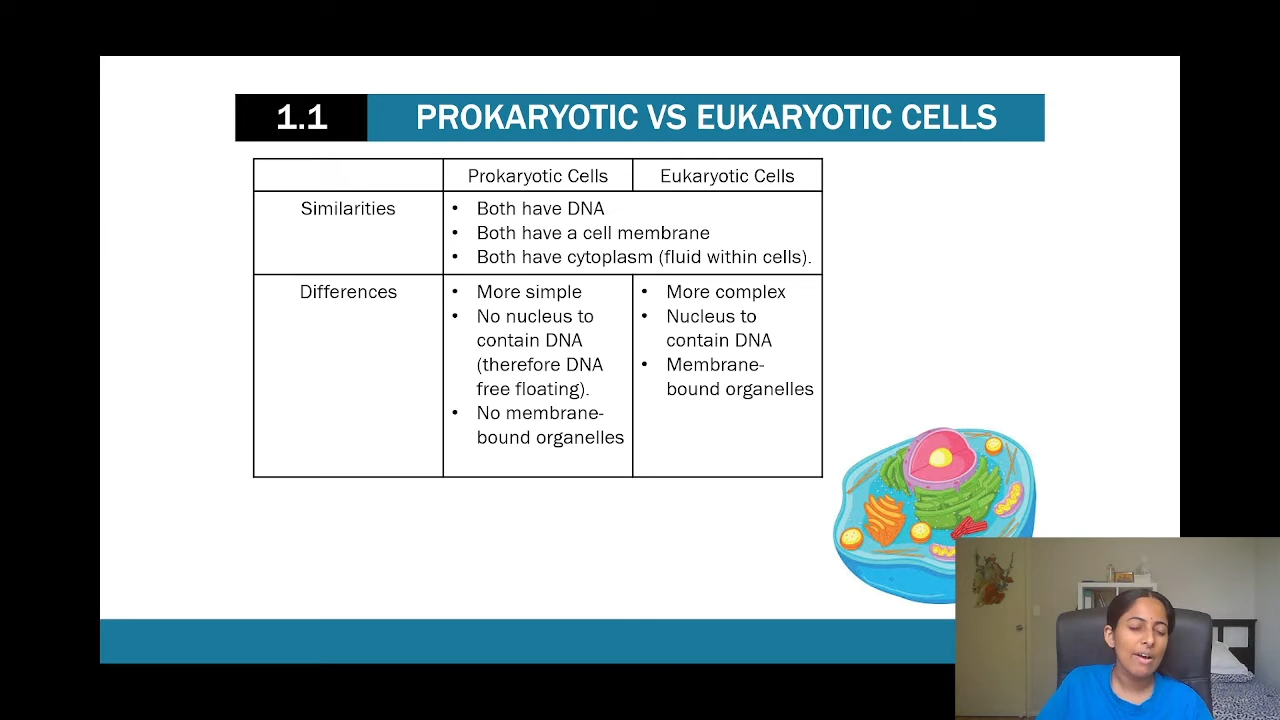 1.1 PROKARYOTIC VS EUKARYOTIC CELLS
Prokaryotic Cells Eukaryotic Cells
Similarities
• Both have DNA
• Both have a cell membrane
• Both have cytoplasm (fluid within cells).
Differences
• More simple
• No nucleus to
contain DNA
(therefore DNA
free floating).
• No membrane-
bound organelles
• More complex
• Nucleus to
contain DNA
• Membrane-
bound organelles